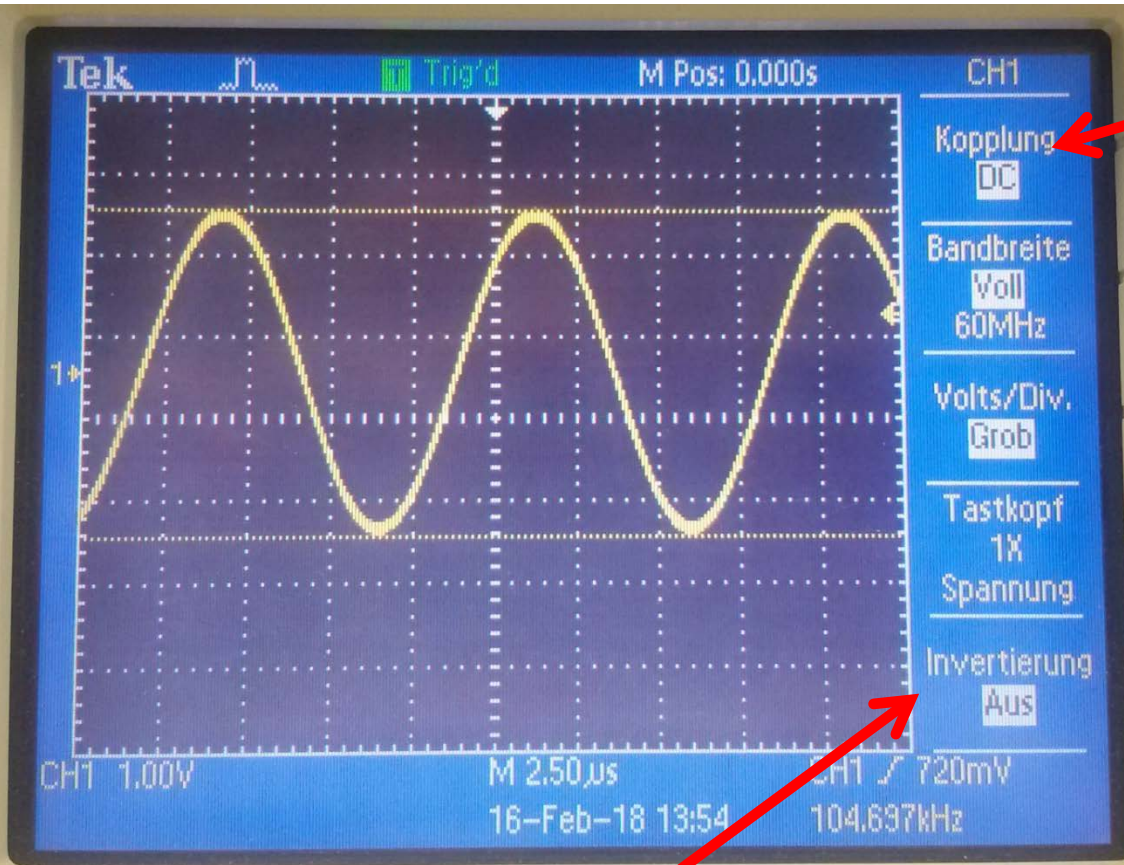 Tek T Trig'd M Pos: 0.000s CH1
Kopplung
DC
Bandbreite
Voll
60MHz
1
Volts/Div.
Grob
Tastkopf
1X
Spannung
Invertierung
Aus
CH1 1.00V M 2.50µs CH1 720mV
16-Feb-18 13:54 104.697kHz